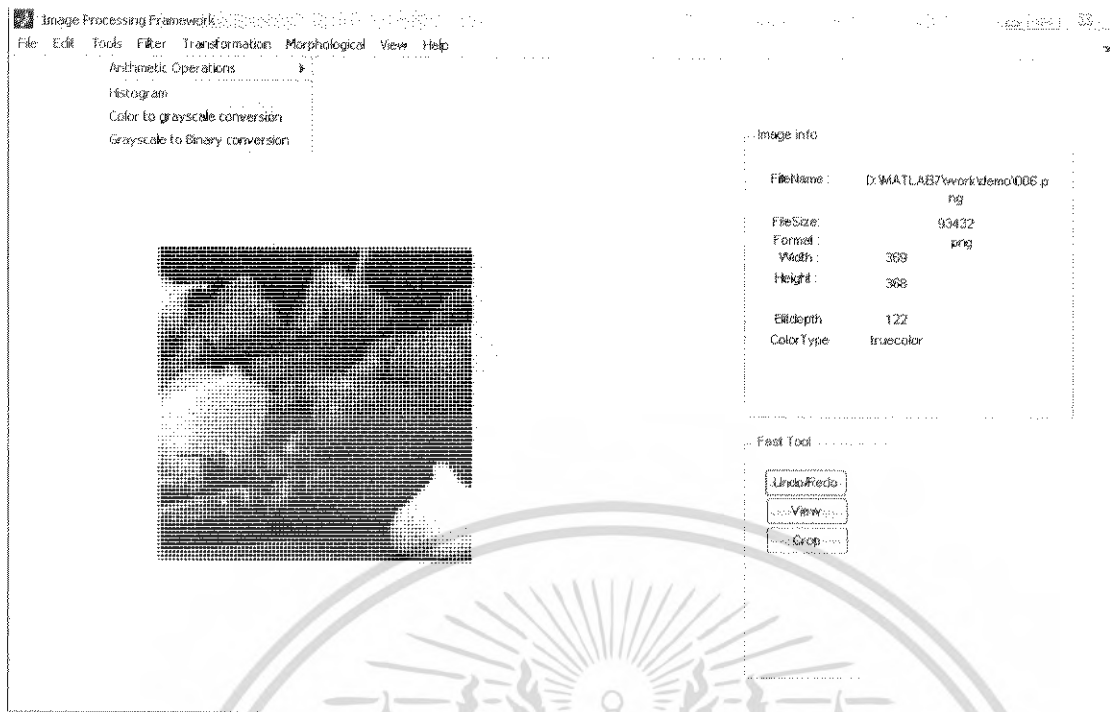 Image Processing Framework
File Edit Tools Filter Transformation Morphological View Help
Arithmetic Operations
Histogram
Color to grayscale conversion
Grayscale to Binary conversion
Image info
FileName : D:\MATLAB7\work\demo\006.p
ng
FileSize: 93432
Format : png
Width : 369
Height : 368
Bitdepth 122
ColorType truecolor
Fast Tool
Undo/Redo
View
Crop